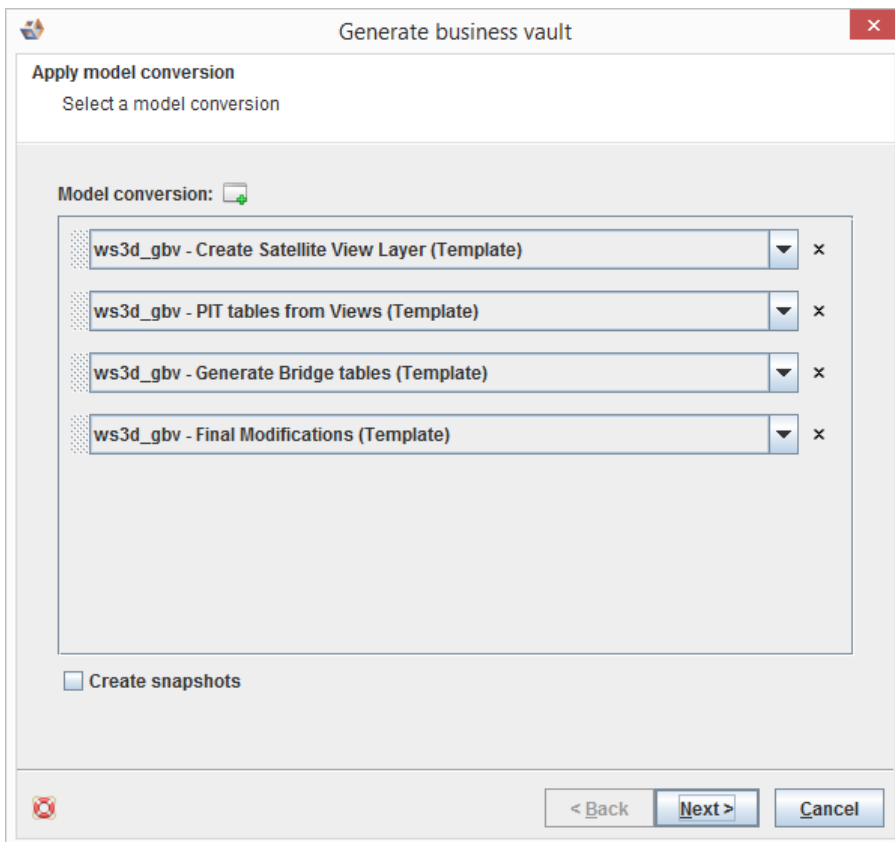 Generate business vault
Apply model conversion
Select a model conversion
Model conversion:
ws3d_gbv - Create Satellite View Layer (Template)
ws3d_gbv - PIT tables from Views (Template)
ws3d_gbv - Generate Bridge tables (Template)
ws3d_gbv - Final Modifications (Template)
Create snapshots
< Back Next > Cancel